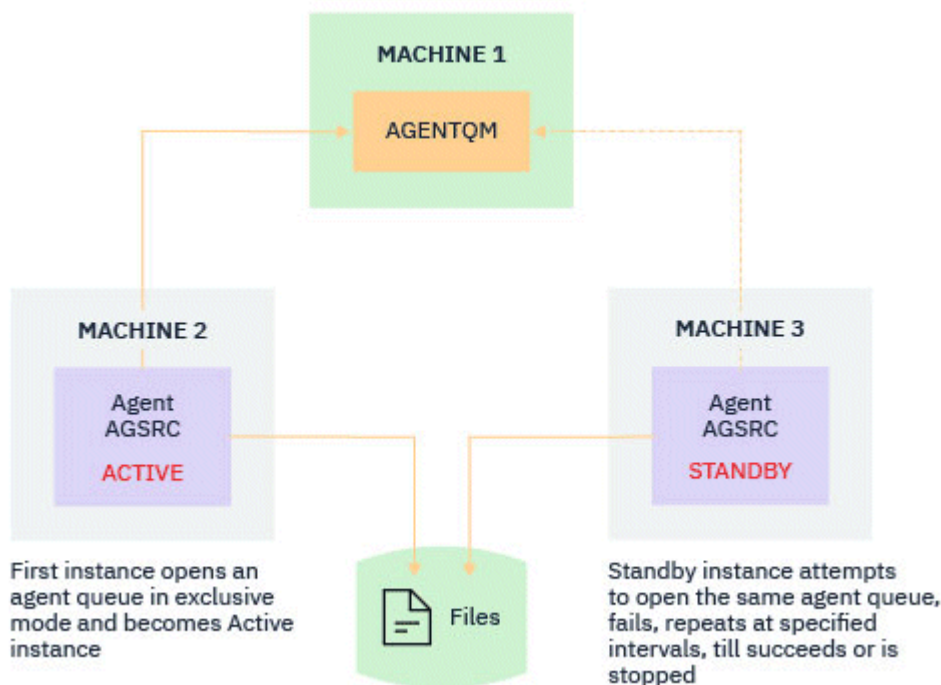 MACHINE 1
AGENTQM
MACHINE 2
Agent
AGSRC
ACTIVE
First instance opens an
agent queue in exclusive
mode and becomes Active
instance
MACHINE 3
Agent
AGSRC
STANDBY
Standby instance attempts
to open the same agent queue,
fails, repeats at specified
intervals, till succeeds or is
stopped
Files